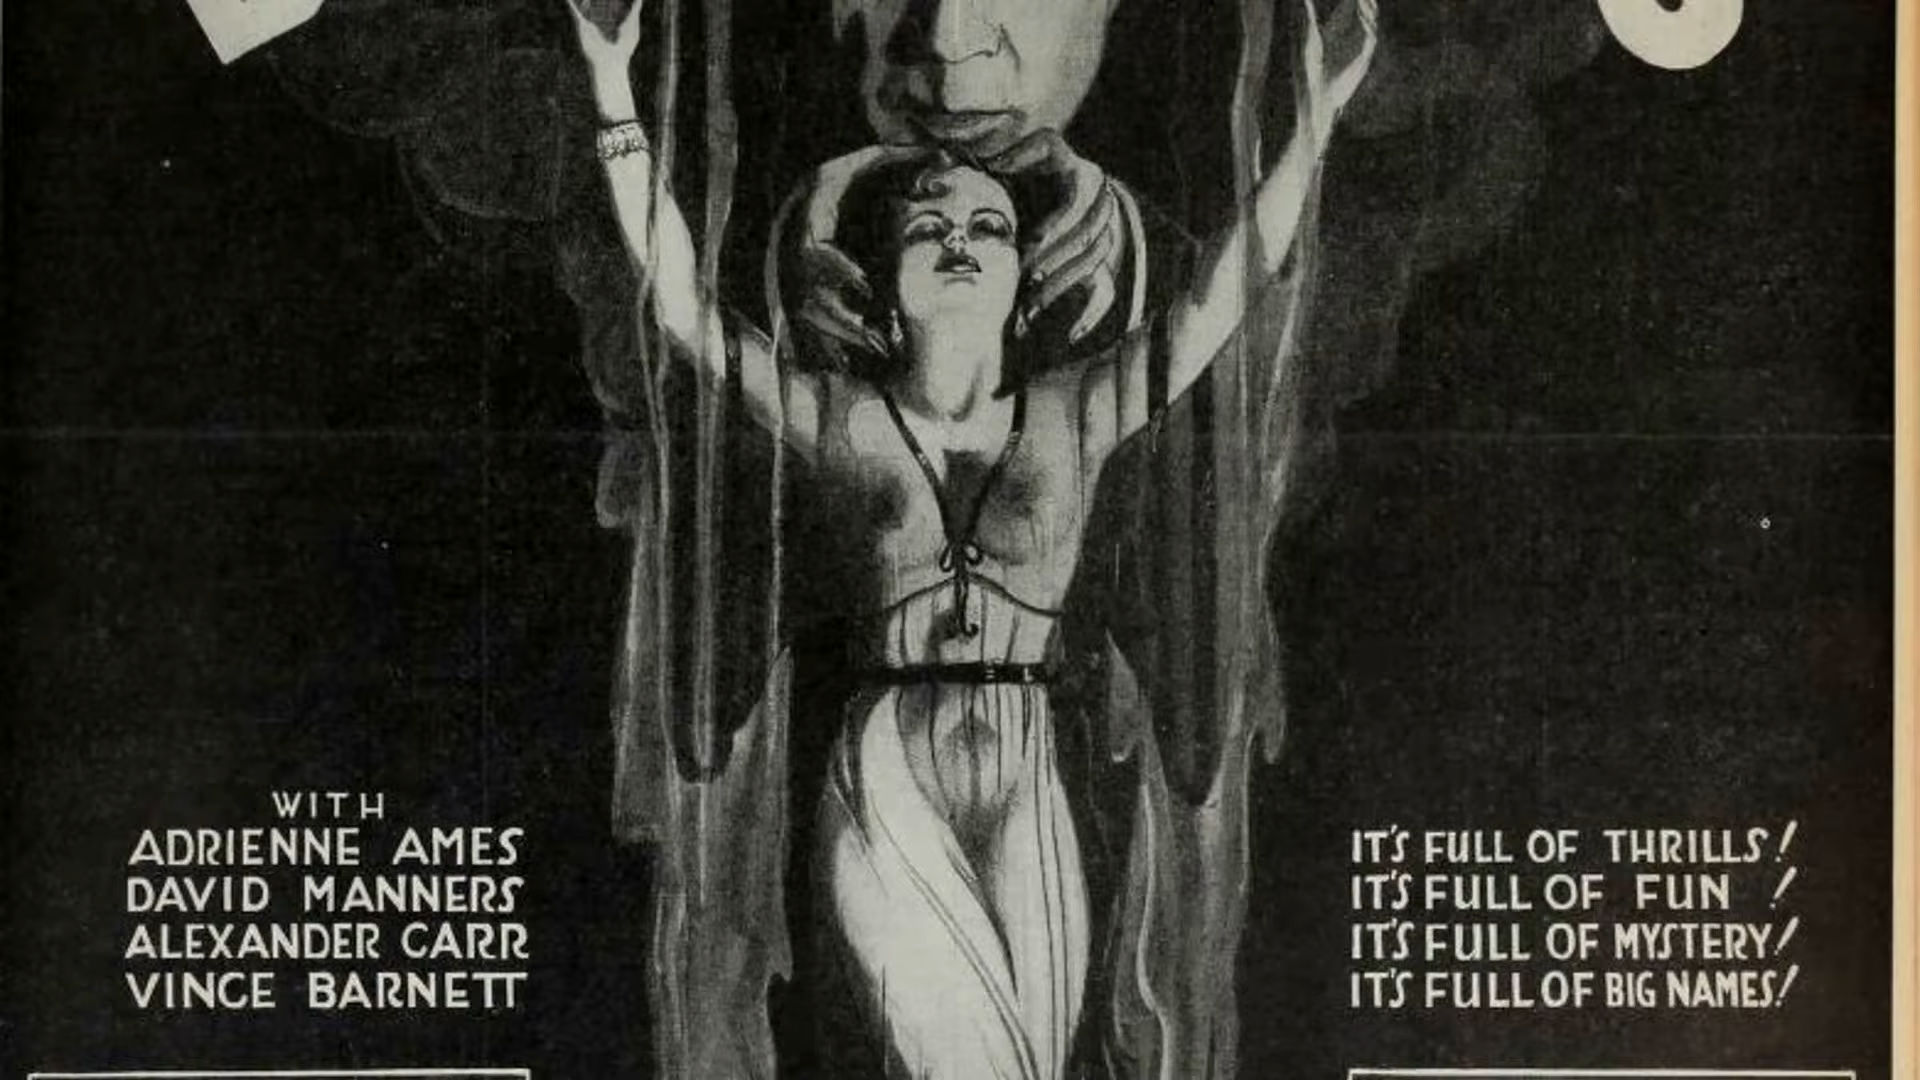 WITH
ADRIENNE AMES
DAVID MANNERS
ALEXANDER CARR
VINCE BARNETT
IT'S FULL OF THRILLS!
IT'S FULL OF FUN !
IT'S FULL OF MYSTERY!
IT'S FULL OF BIG NAMES!